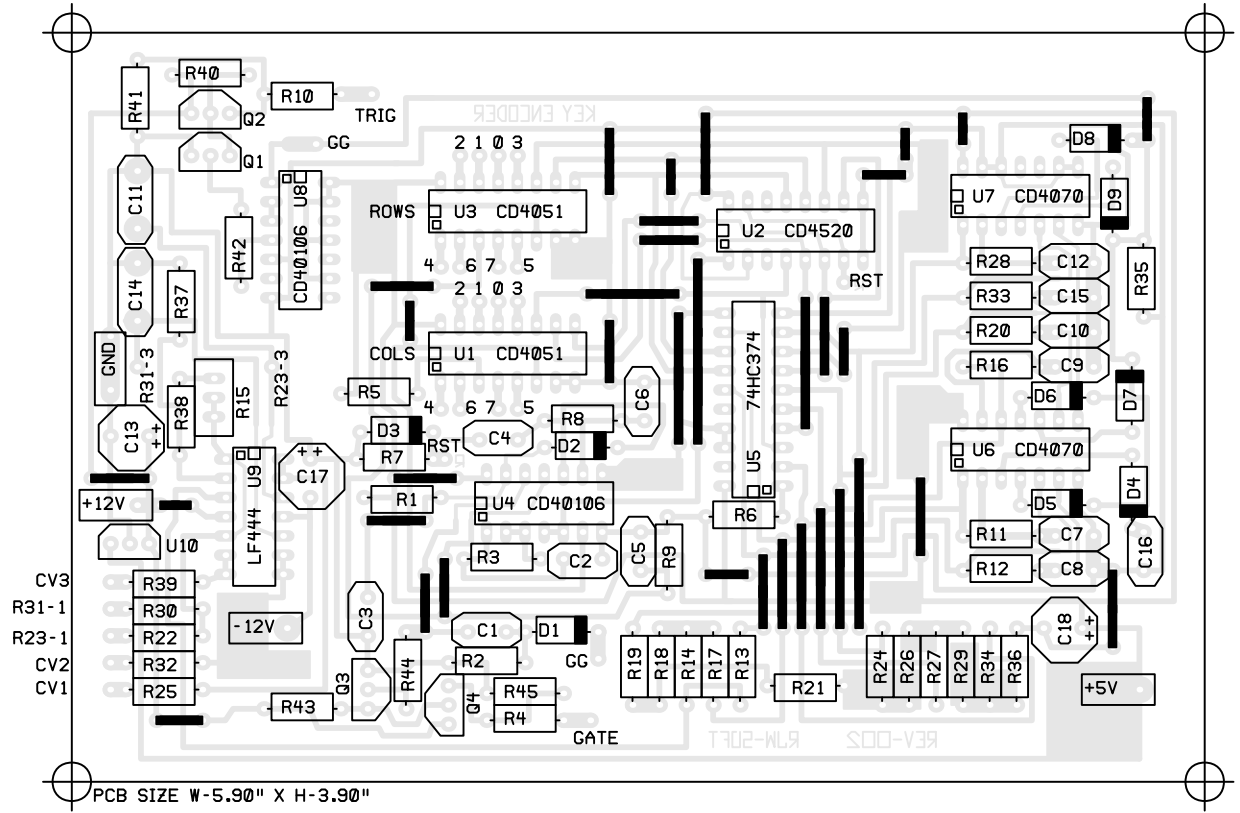 R40
R41
R10
TRIG
KEY ENCODER
Q2
GG
D8
Q1
2 1 0 3
U8
CD40106
C11
ROWS
U3 CD4051
U7 CD4070
D9
U2 CD4520
R42
4 6 7 5
RST
R28
C12
R35
C14
R37
2 1 0 3
R33
C15
R20
C10
GND
R31-3
R23-3
COLS
U1 CD4051
74HC374
U5
R16
C9
R15
R5
C6
D6
D7
R38
4 6 7 5
R8
C13
D3
RST
C4
D2
U6 CD4070
R7
U9
LF444
C17
D4
+12V
R1
U4 CD40106
D5
R6
U10
R3
C2
C5
R9
R11
C7
C16
R12
C8
CV3
R39
R31-1
R30
C3
R23-1
R22
-12V
C1
D1
C18
CV2
R32
R44
R2
GG
R19
R18
R14
R17
R13
R24
R26
R27
R29
R34
R36
CV1
R25
Q3
Q4
R45
R21
+5V
R43
R4
GATE
RJW-SOFT
REV-002
PCB SIZE W-5.90" X H-3.90"